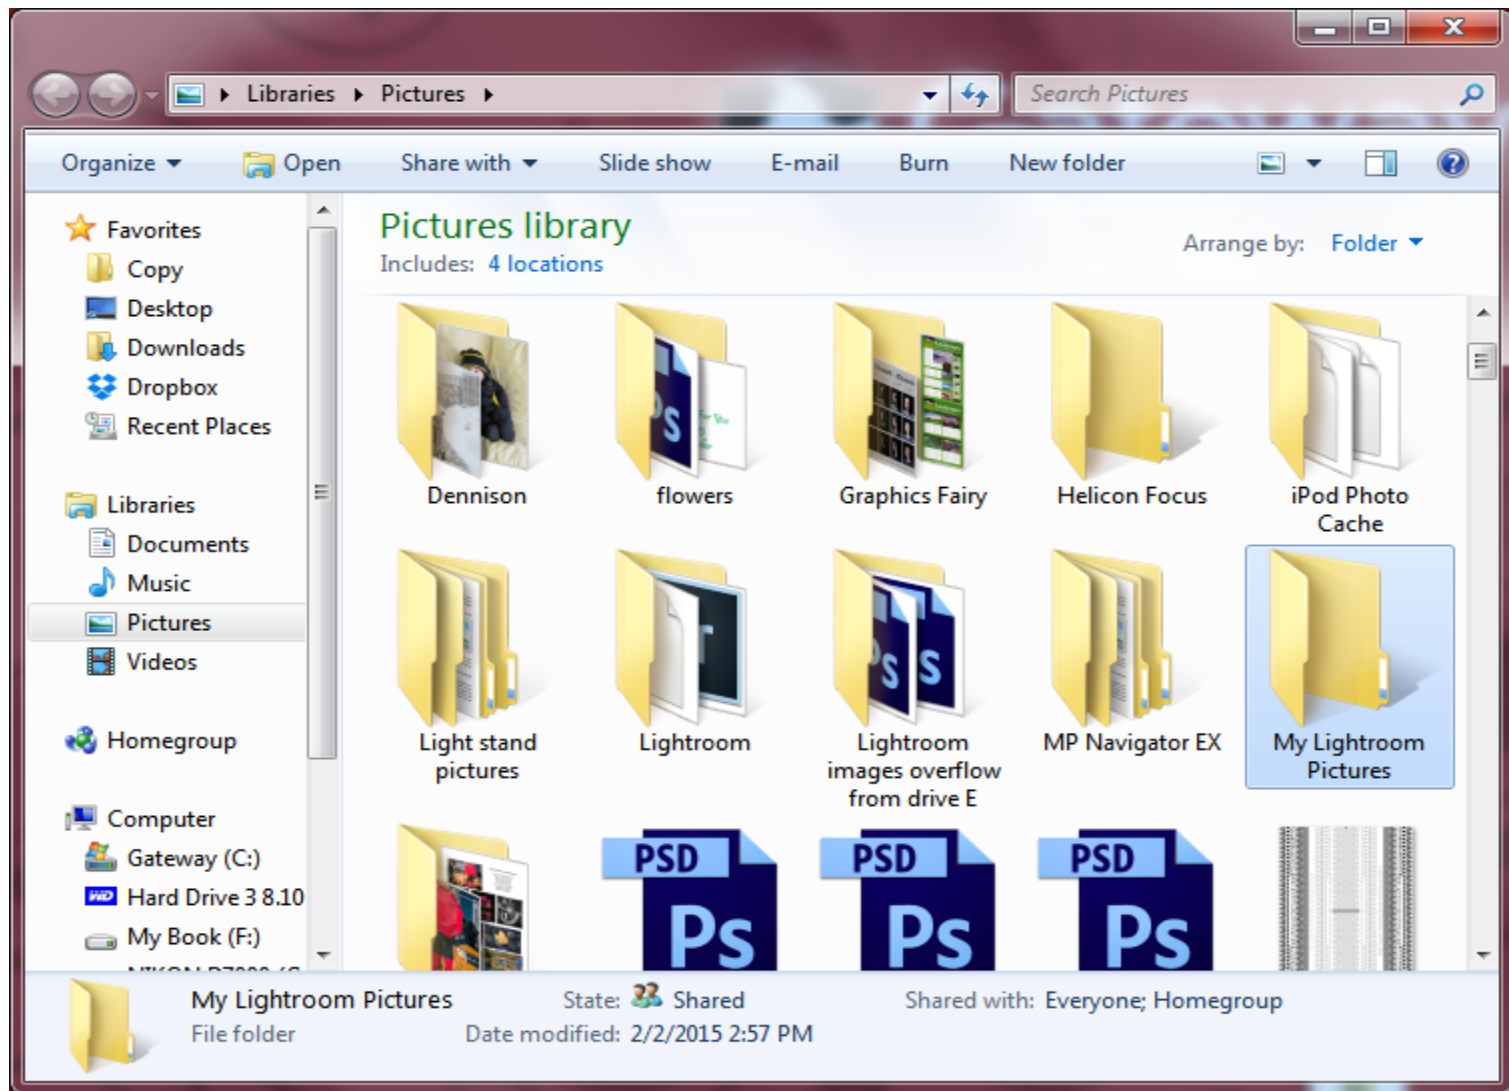 Libraries Pictures
Search Pictures
Organize Open Share with Slide show E-mail Burn New folder
Favorites
Copy
Desktop
Downloads
Dropbox
Recent Places
Libraries
Documents
Music
Pictures
Videos
Homegroup
Computer
Gateway (C:)
WD Hard Drive 3 8.10
My Book (F:)
Pictures library
Includes: 4 locations
Arrange by: Folder
Dennison
flowers
Graphics Fairy
Helicon Focus
iPod Photo
Cache
Light stand
pictures
Lightroom
Lightroom
images overflow
from drive E
MP Navigator EX
My Lightroom
Pictures
PSD
Ps
PSD
Ps
PSD
Ps
My Lightroom Pictures
State: Shared
Shared with: Everyone; Homegroup
File folder
Date modified: 2/2/2015 2:57 PM